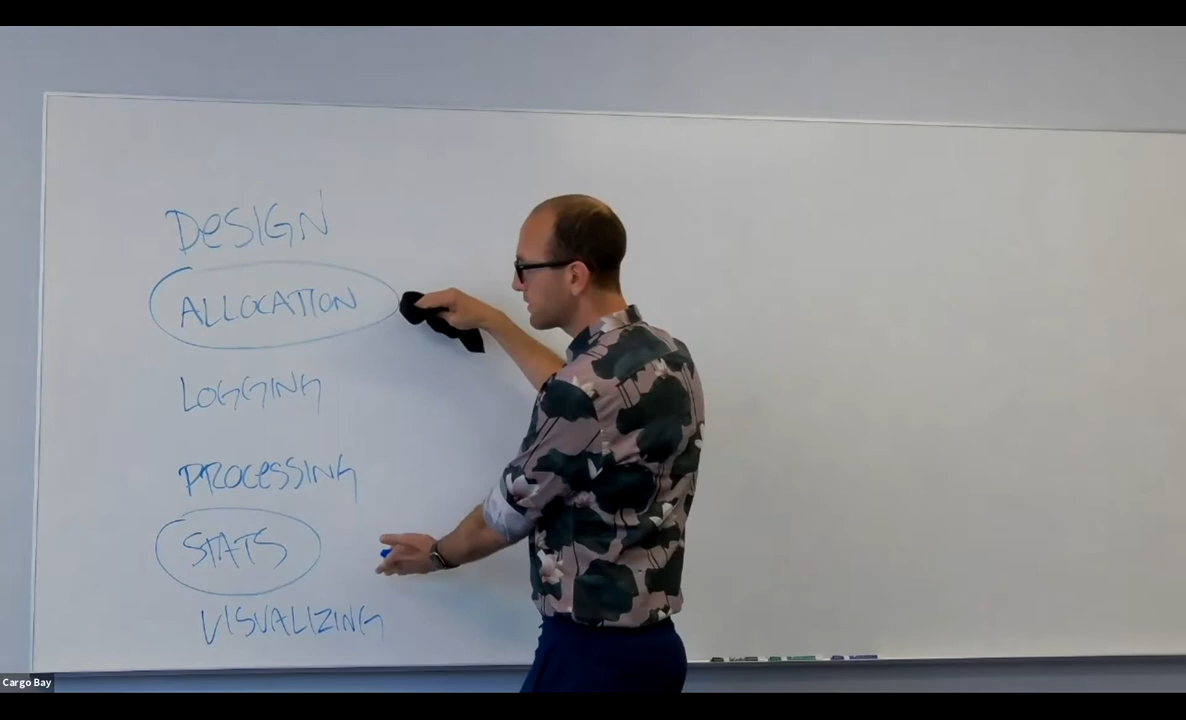 DeSIGN
ALLOCATION
LOGGING
PROCeSSING
STATS
VISUALIZING
Cargo Bay